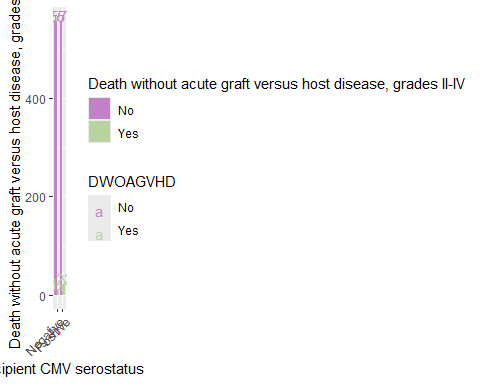 Death without acute graft versus host disease, grades
400
200
0
Negative
Positive
cipient CMV serostatus
Death without acute graft versus host disease, grades II-IV
No
Yes
DWOAGVHD
a No
a Yes